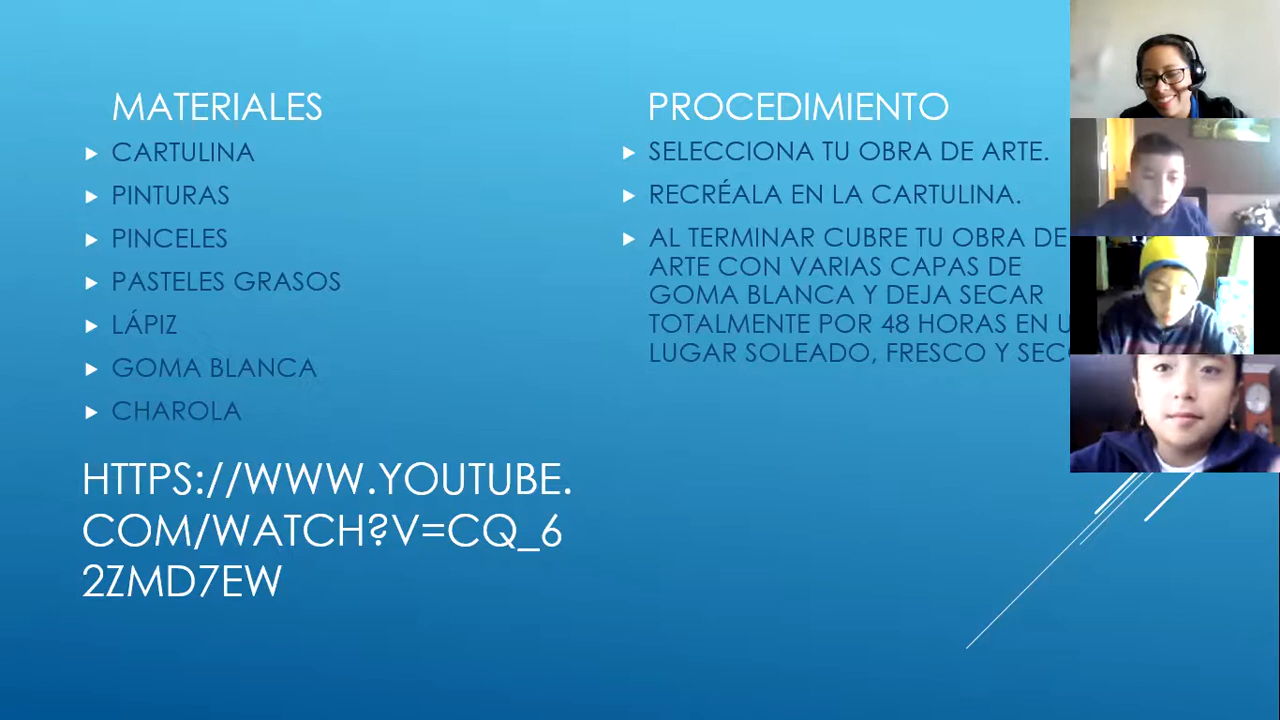 MATERIALES
CARTULINA
PINTURAS
PINCELES
PASTELES GRASOS
LÁPIZ
GOMA BLANCA
CHAROLA
HTTPS://WWW.YOUTUBE.
COM/WATCH?V=CQ_6
2ZMD7EW
PROCEDIMIENTO
SELECCIONA TU OBRA DE ARTE.
RECRÉALA EN LA CARTULINA.
AL TERMINAR CUBRE TU OBRA DE
ARTE CON VARIAS CAPAS DE
GOMA BLANCA Y DEJA SECAR
TOTALMENTE POR 48 HORAS EN
LUGAR SOLEADO, FRESCO Y